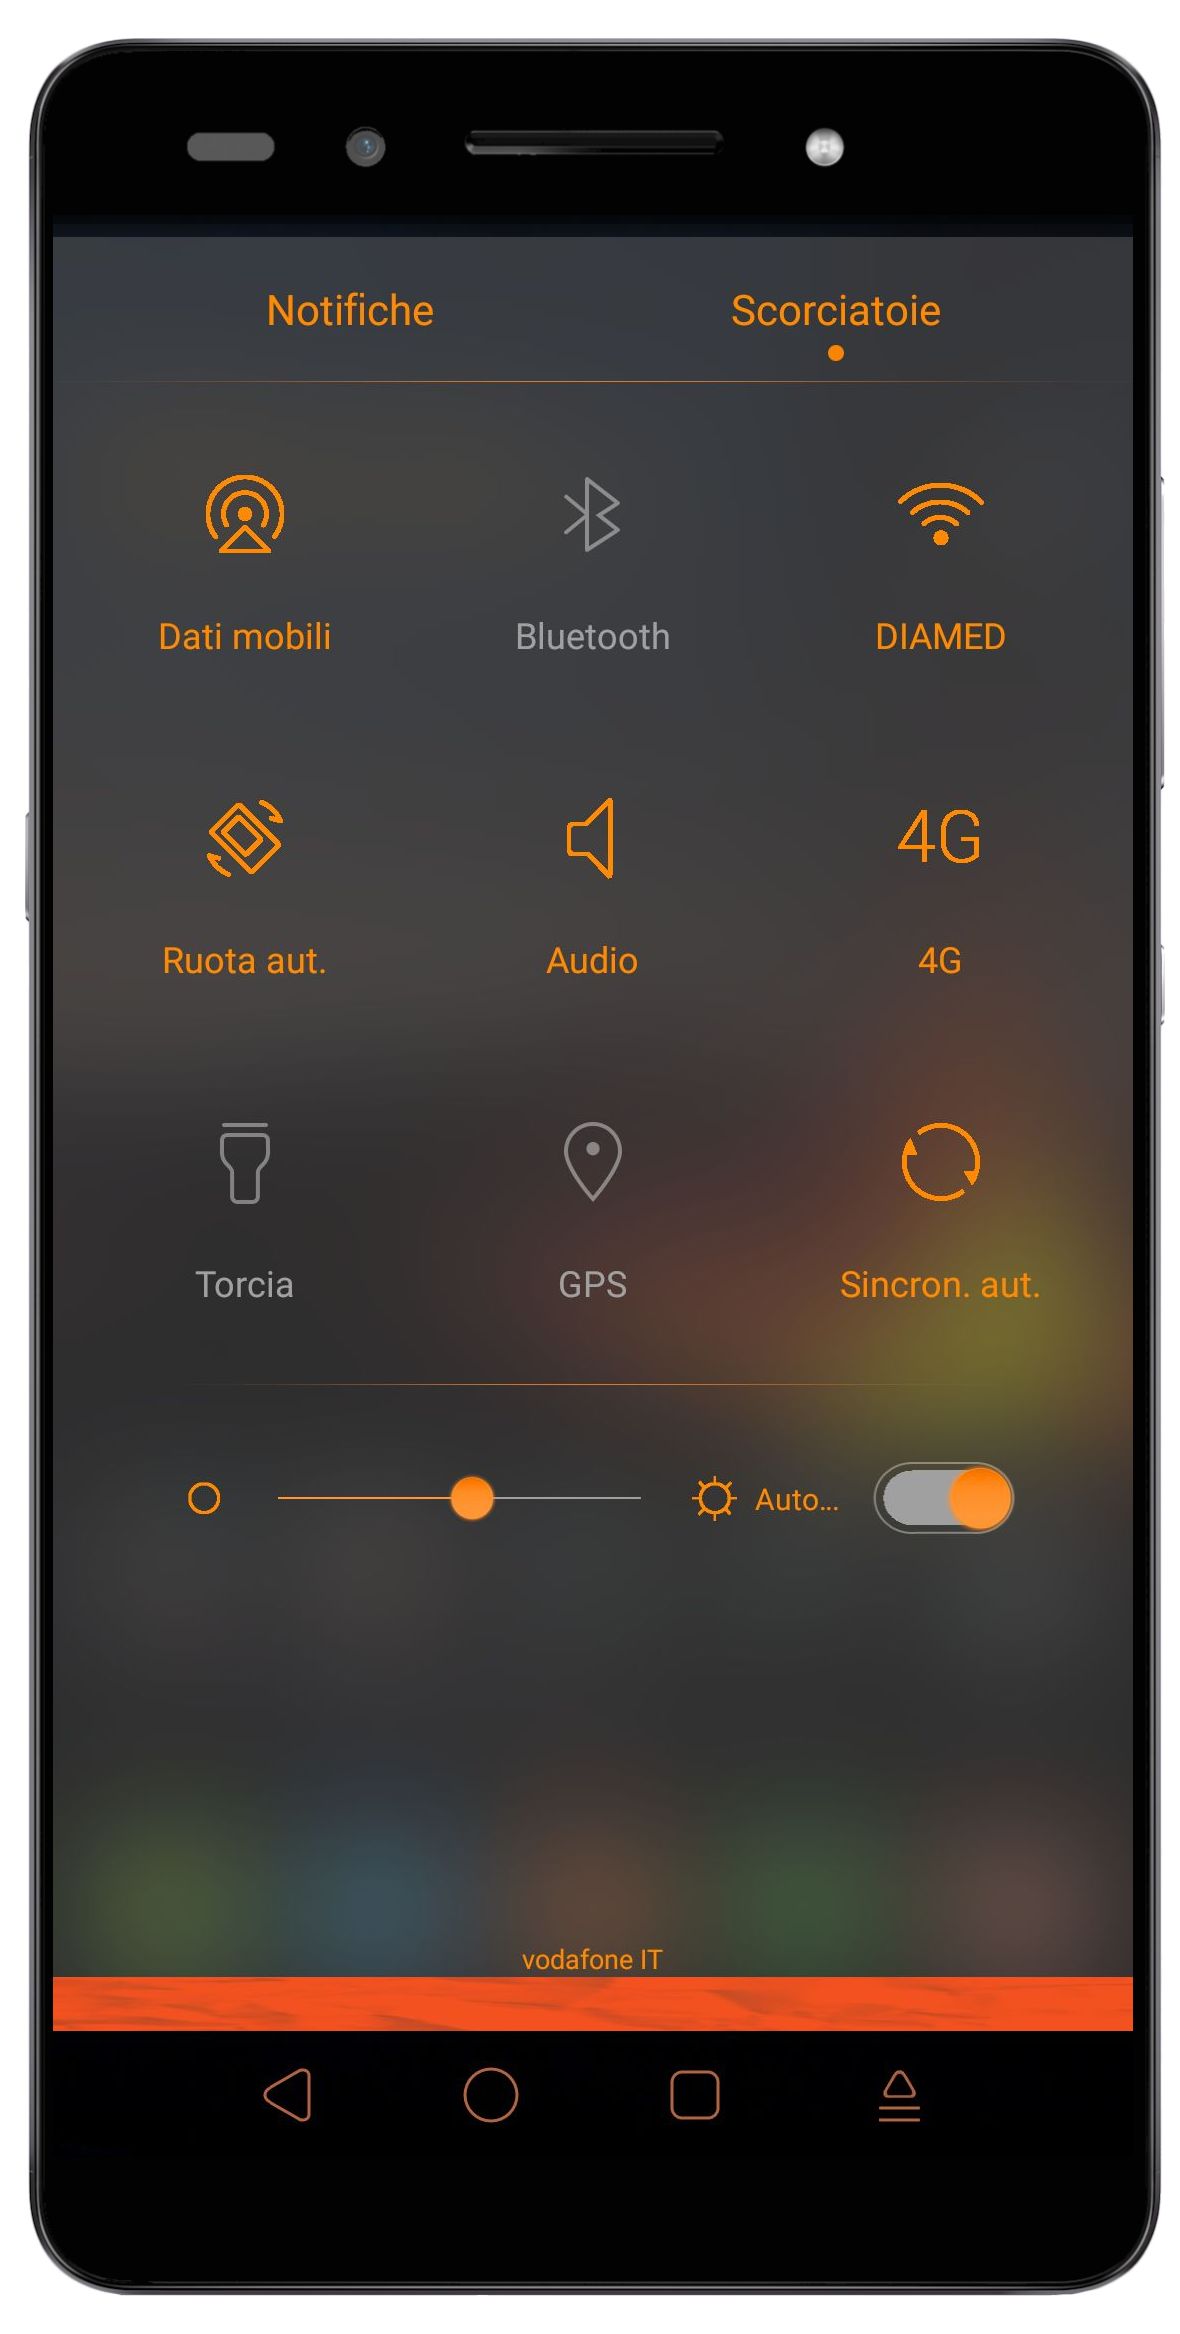 Notifiche Scorciatoie
Dati mobili Bluetooth DIAMED
4G
Ruota aut. Audio 4G
Torcia GPS Sincron. aut.
Auto...
vodafone IT